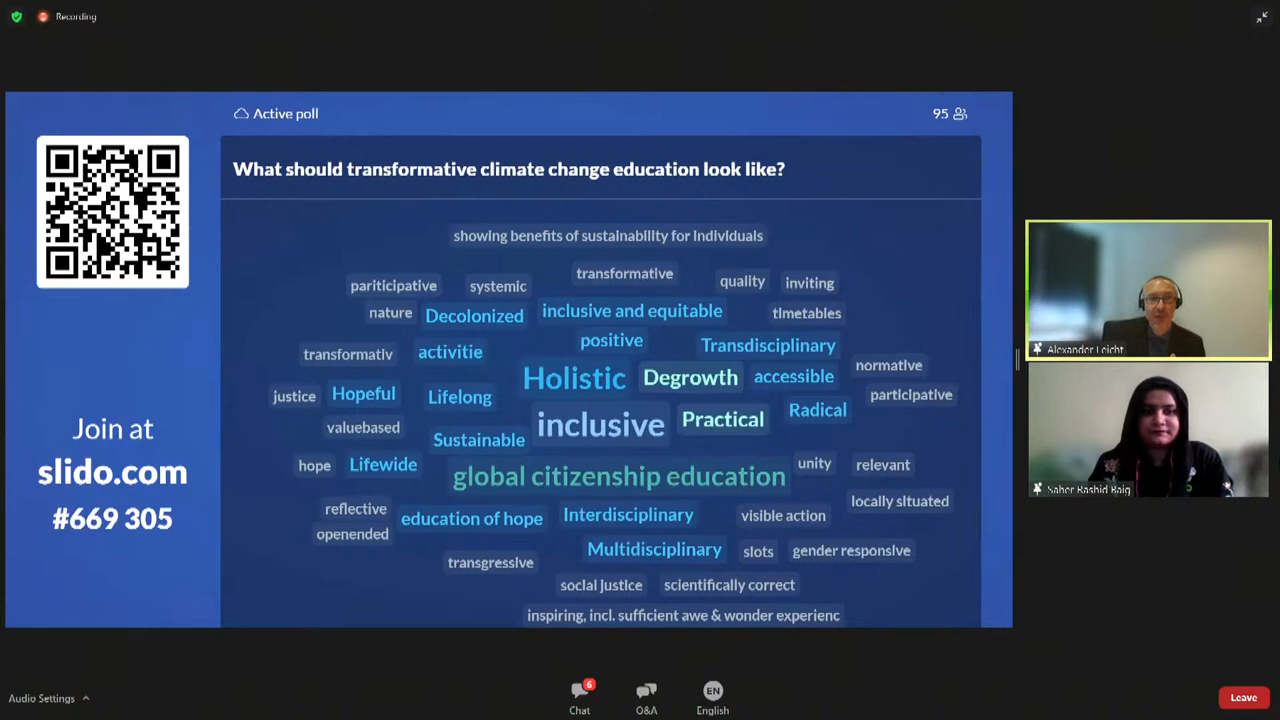 Recording
Active poll
95
What should transformative climate change education look like?
showing benefits of sustainability for individuals
pariticipative systemic transformative quality inviting
nature Decolonized inclusive and equitable timetables
transformativ activitie positive Transdisciplinary
justice Hopeful Lifelong Holistic Degrowth accessible normative
valuebased Sustainable inclusive Practical Radical participative
hope Lifewide global citizenship education unity relevant
reflective education of hope Interdisciplinary visible action locally situated
openended
transgressive Multidisciplinary slots gender responsive
social justice scientifically correct
inspiring, incl. sufficient awe & wonder experienc
Join at
slido.com
#669 305
Alexander Leicht
Saher Rashid Baig
Audio Settings
6
Chat
Q&A
EN
English
Leave